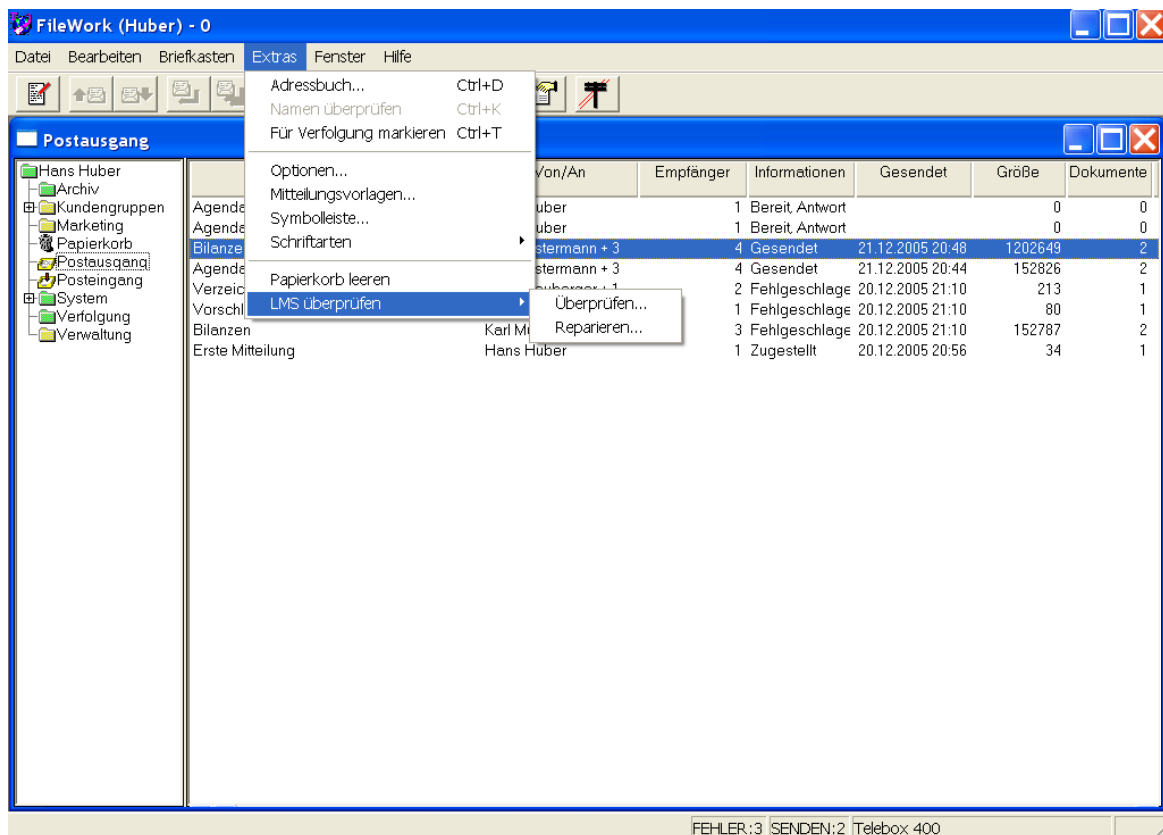 FileWork (Huber) - 0
Datei Bearbeiten Briefkasten Extras Fenster Hilfe
Adressbuch... Ctrl+D
Namen überprüfen Ctrl+K
Für Verfolgung markieren Ctrl+T
Optionen...
Mitteilungsvorlagen...
Symbolleiste...
Schriftarten
Papierkorb leeren
LMS überprüfen
Überprüfen...
Reparieren...
Postausgang
Hans Huber
Archiv
Kundengruppen
Marketing
Papierkorb
Postausgang
Posteingang
System
Verfolgung
Verwaltung
Von/An Empfänger Informationen Gesendet Größe Dokumente
Agenda uber 1 Bereit, Antwort 0 0
Agenda uber 1 Bereit, Antwort 0 0
Bilanze stermann + 3 4 Gesendet 21.12.2005 20:48 1202649 2
Agenda stermann + 3 4 Gesendet 21.12.2005 20:44 152826 2
Verzeic 2 Fehlgeschlage 20.12.2005 21:10 213 1
Vorschl 1 Fehlgeschlage 20.12.2005 21:10 80 1
Bilanzen Karl Mu 3 Fehlgeschlage 20.12.2005 21:10 152787 2
Erste Mitteilung Hans Huber 1 Zugestellt 20.12.2005 20:56 34 1
FEHLER:3 SENDEN:2 Telebox 400